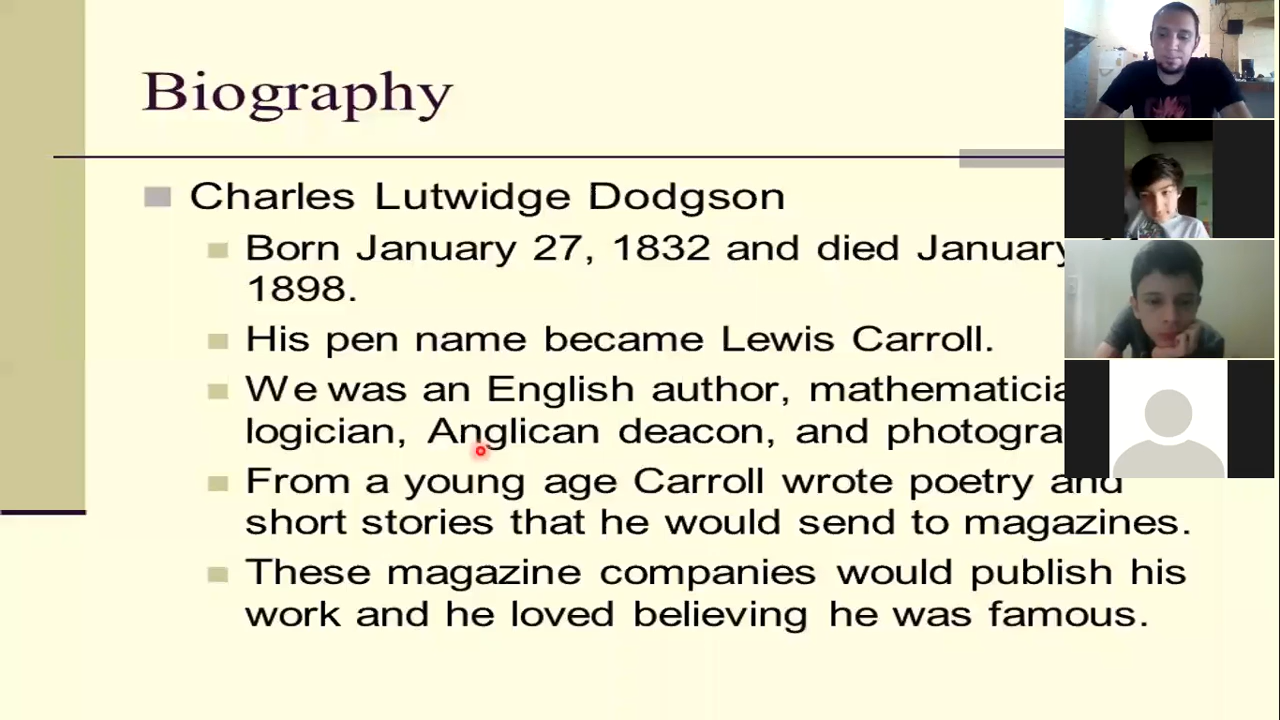 Biography
Charles Lutwidge Dodgson
Born January 27, 1832 and died January
1898.
His pen name became Lewis Carroll.
We was an English author,
logician, Anglican deacon, and
From a young age Carroll wrote poetry and
short stories that he would send to magazines.
These magazine companies would publish his
work and he loved believing he was famous.